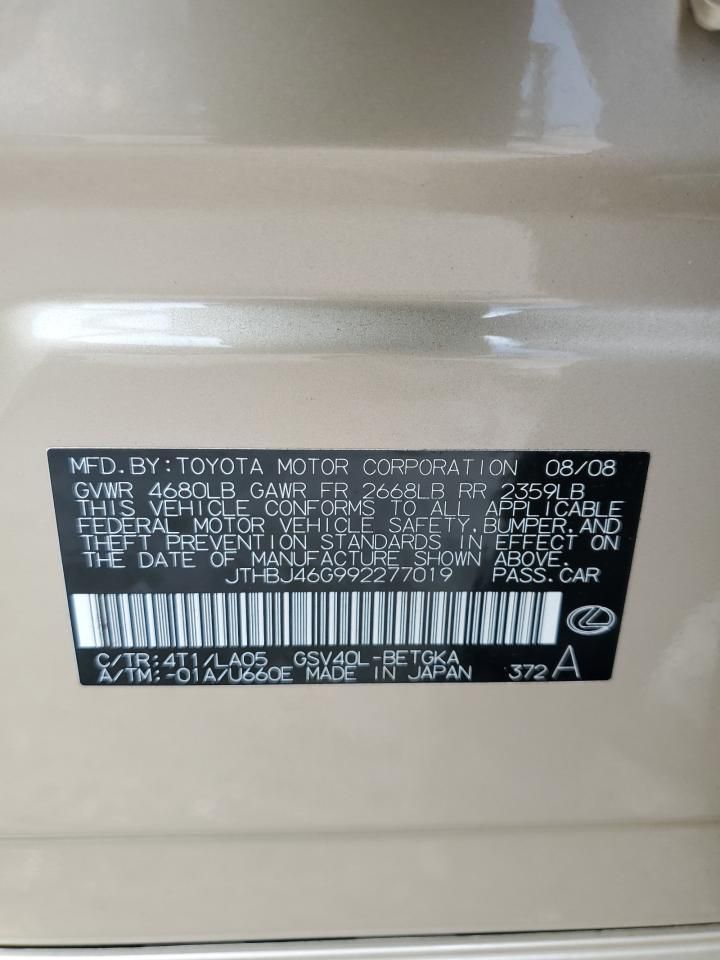 MFD. BY: TOYOTA MOTOR CORPORATION 08/08
GVWR 4680LB GAWR FR 2668LB RR 2359LB
THIS VEHICLE CONFORMS TO ALL APPLICABLE
FEDERAL MOTOR VEHICLE SAFETY, BUMPER, AND
THEFT PREVENTION STANDARDS IN EFFECT ON
THE DATE OF MANUFACTURE SHOWN ABOVE.
JTHBJ46G992277019 PASS. CAR
C/TR: 4T1/LA05 GSV40L-BETGKA
A/TM: -01A/U660E MADE IN JAPAN 372 A